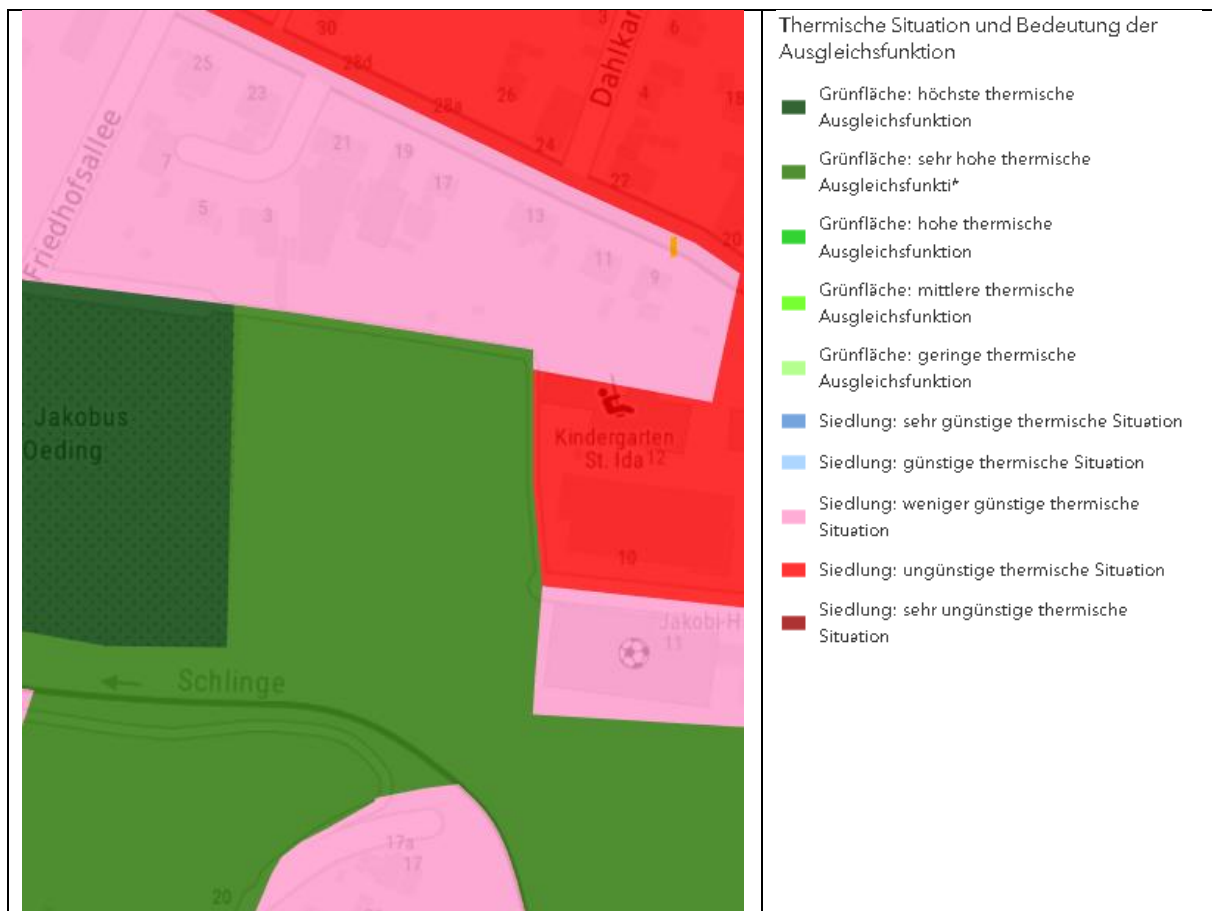 30
3
6
28d
25
Dahlkar
23
26
4
18
28a
Friedhofsallee
21
19
24
7
17
22
5
3
13
20
11
9
. Jakobus
Oeding
Kindergarten
St. Ida 12
10
Jakobi-H
11
Schlinge
17a
17
20
Thermische Situation und Bedeutung der
Ausgleichsfunktion
Grünfläche: höchste thermische
Ausgleichsfunktion
Grünfläche: sehr hohe thermische
Ausgleichsfunkti*
Grünfläche: hohe thermische
Ausgleichsfunktion
Grünfläche: mittlere thermische
Ausgleichsfunktion
Grünfläche: geringe thermische
Ausgleichsfunktion
Siedlung: sehr günstige thermische Situation
Siedlung: günstige thermische Situation
Siedlung: weniger günstige thermische
Situation
Siedlung: ungünstige thermische Situation
Siedlung: sehr ungünstige thermische
Situation